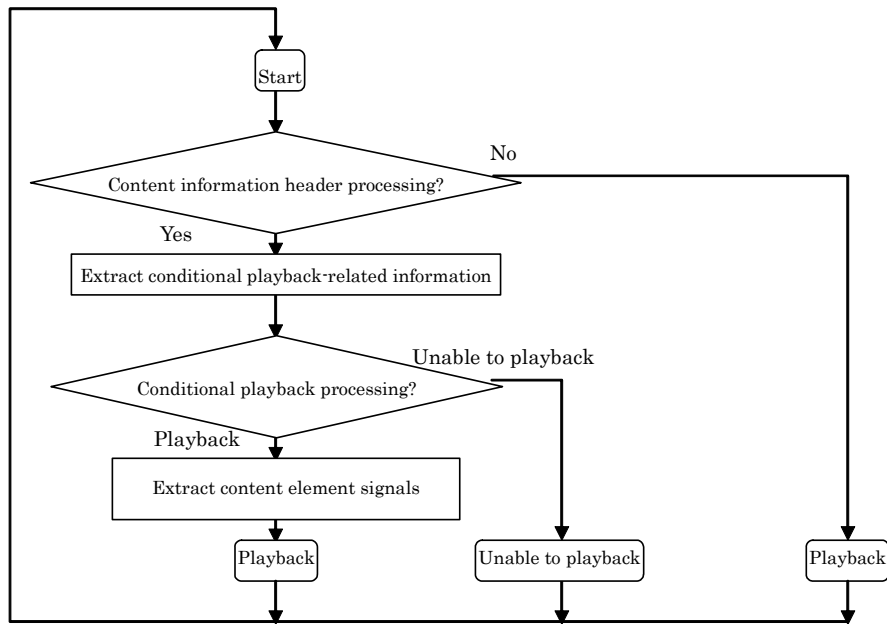 Start
No
Content information header processing?
Yes
Extract conditional playback-related information
Unable to playback
Conditional playback processing?
Playback
Extract content element signals
Playback
Unable to playback
Playback